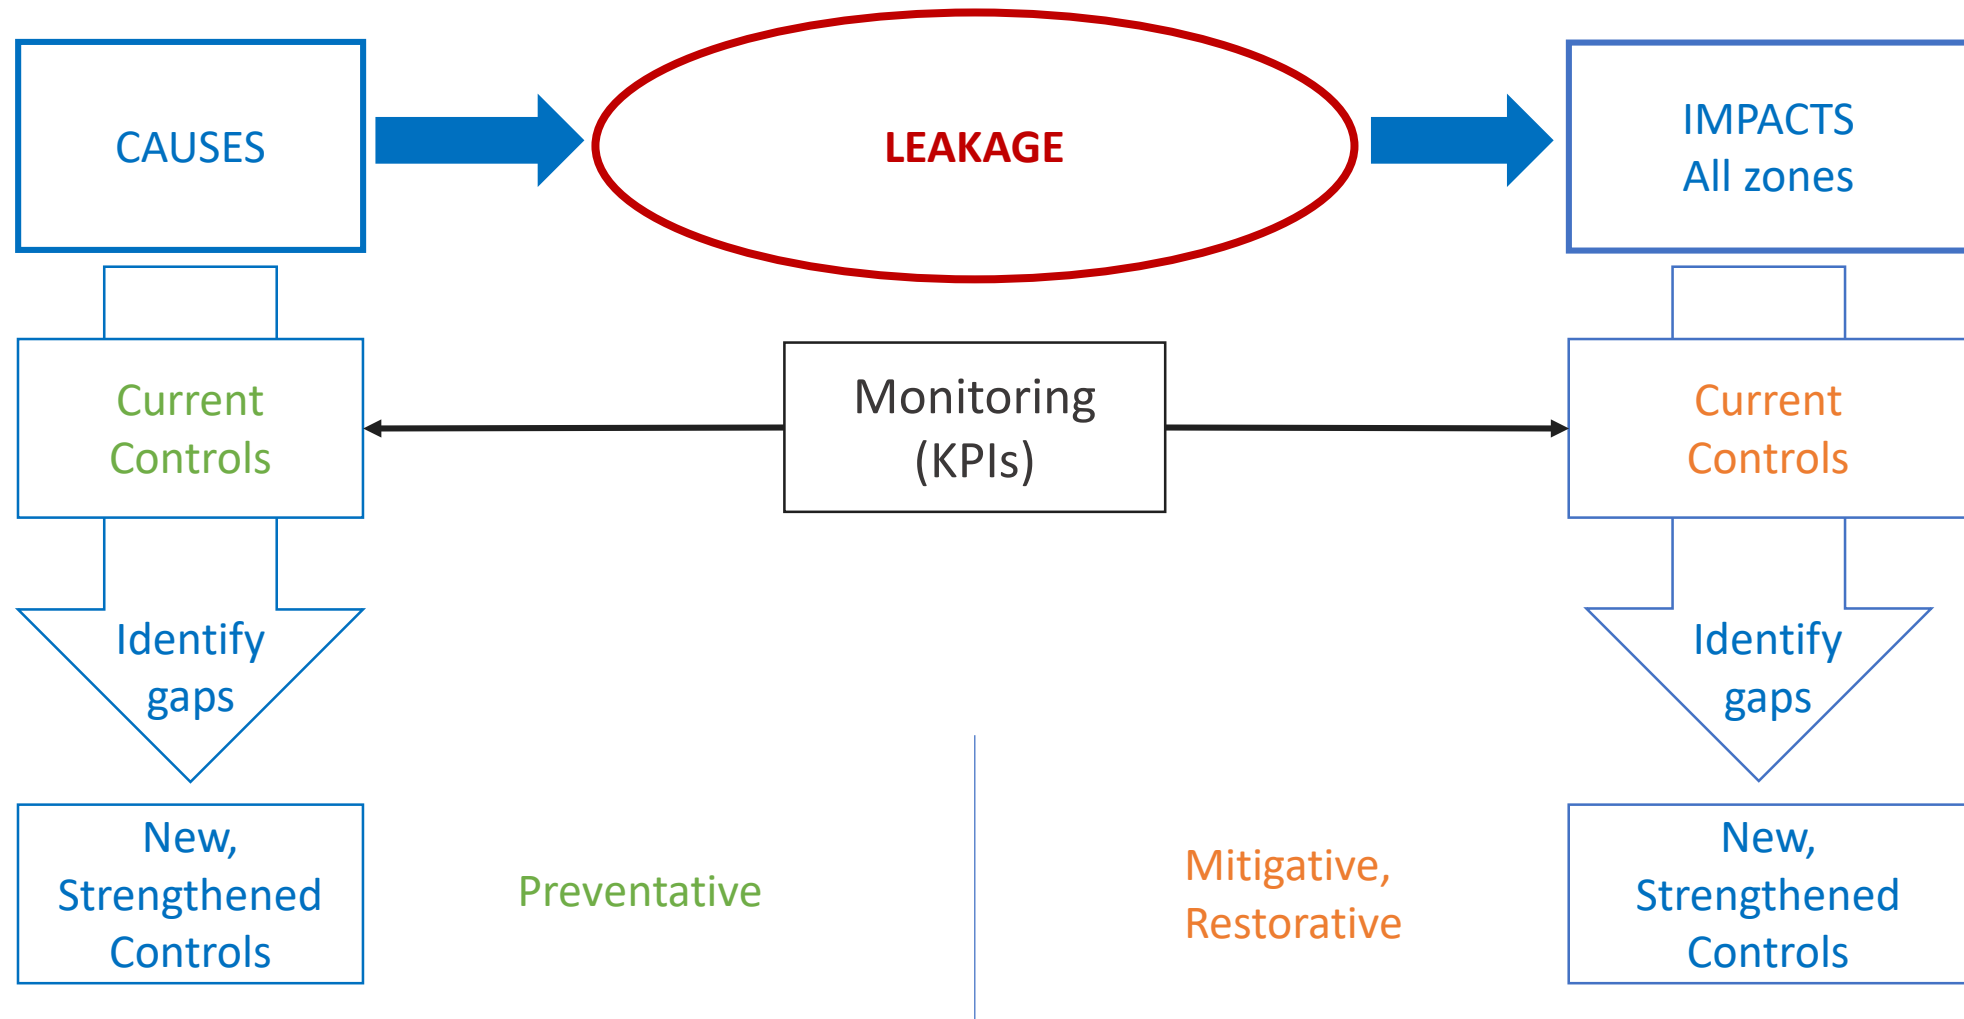 CAUSES
LEAKAGE
IMPACTS
All zones
Current
Controls
Monitoring
(KPIs)
Current
Controls
Identify
gaps
Identify
gaps
New,
Strengthened
Controls
Preventative
Mitigative,
Restorative
New,
Strengthened
Controls